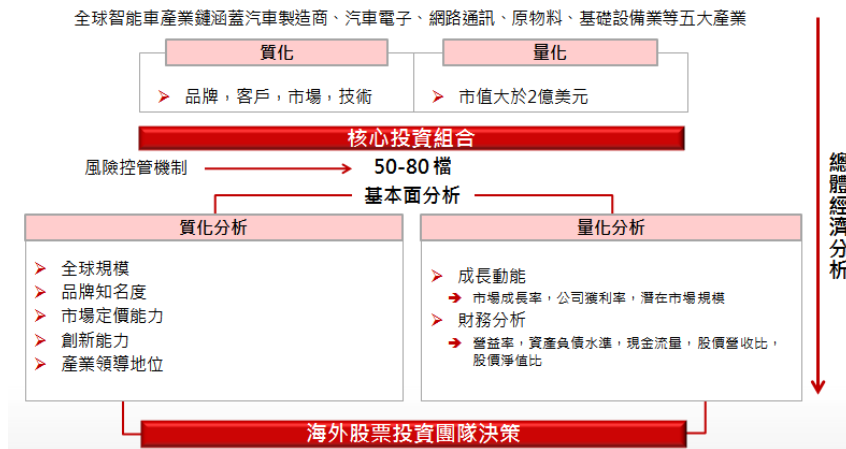 全球智能車產業鏈涵蓋汽車製造商、汽車電子、網路通訊、原物料、基礎設備業等五大產業
質化
量化
➢ 品牌，客戶，市場，技術
➢ 市值大於2億美元
核心投資組合
風險控管機制
50-80 檔
基本面分析
質化分析
量化分析
➢ 全球規模
➢ 品牌知名度
➢ 市場定價能力
➢ 創新能力
➢ 產業領導地位
➢ 成長動能
➔ 市場成長率，公司獲利率，潛在市場規模
➢ 財務分析
➔ 營益率，資產負債水準，現金流量，股價營收比，
股價淨值比
總體經濟分析
海外股票投資團隊決策